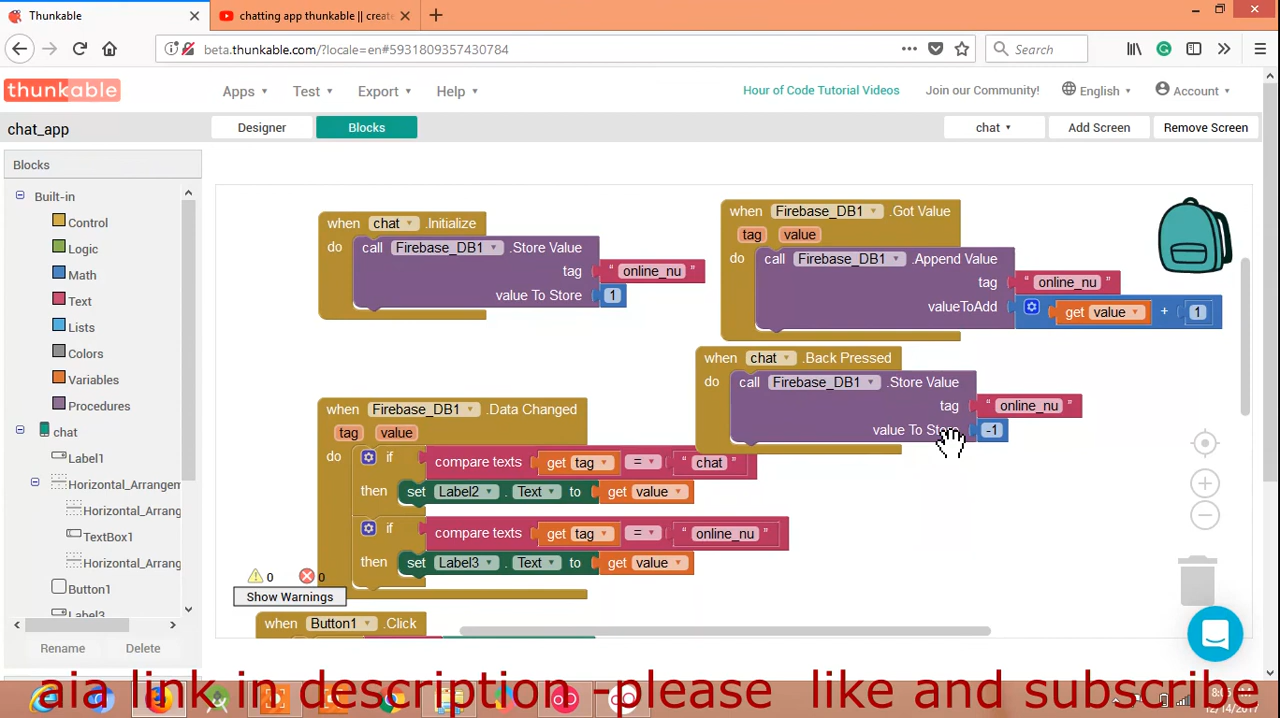 Thunkable
chatting app thunkable || create
beta.thunkable.com/?locale=en#5931809357430784
Search
thunkable
Apps
Test
Export
Help
Hour of Code Tutorial Videos
Join our Community!
English
Account
chat_app
Designer
Blocks
chat
Add Screen
Remove Screen
Blocks
Built-in
Control
Logic
Math
Text
Lists
Colors
Variables
Procedures
chat
Label1
Horizontal_Arrangem
Horizontal_Arrang
TextBox1
Horizontal_Arrang
Button1
Label3
Rename
Delete
when chat .Initialize
do call Firebase_DB1 .Store Value
tag " online_nu "
value To Store 1
when Firebase_DB1 .Got Value
tag value
do call Firebase_DB1 .Append Value
tag " online_nu "
valueToAdd get value + 1
when chat .Back Pressed
do call Firebase_DB1 .Store Value
tag " online_nu "
value To Store -1
when Firebase_DB1 .Data Changed
tag value
do if compare texts get tag = " chat "
then set Label2 . Text to get value
if compare texts get tag = " online_nu "
then set Label3 . Text to get value
0 0
Show Warnings
when Button1 .Click
aia link in description -please like and subscribe
12/14/2017